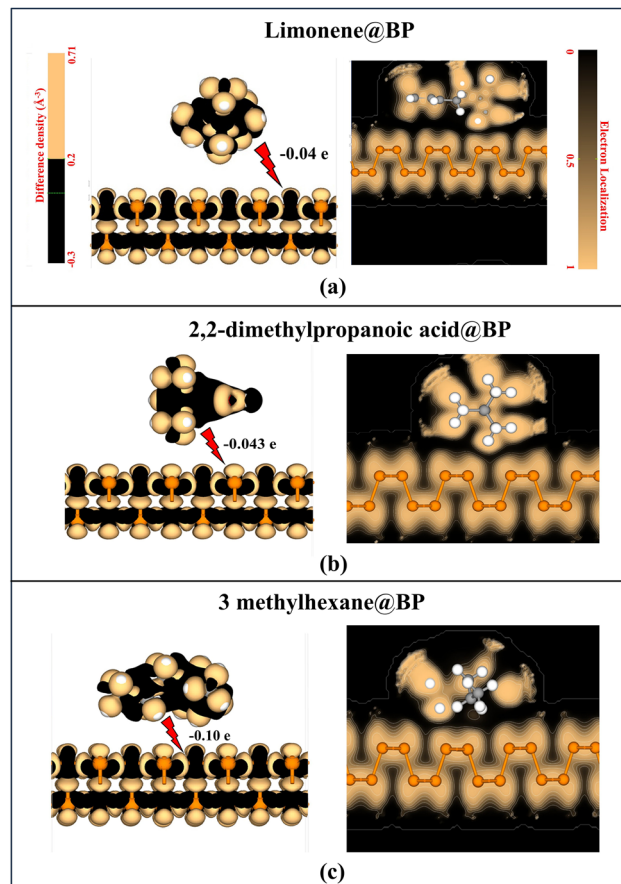 Limonene@BP
0.71
0.2
-0.3
Difference density (Å⁻³)
-0.04 e
0
0.5
1
Electron Localization
(a)
2,2-dimethylpropanoic acid@BP
-0.043 e
(b)
3 methylhexane@BP
-0.10 e
(c)